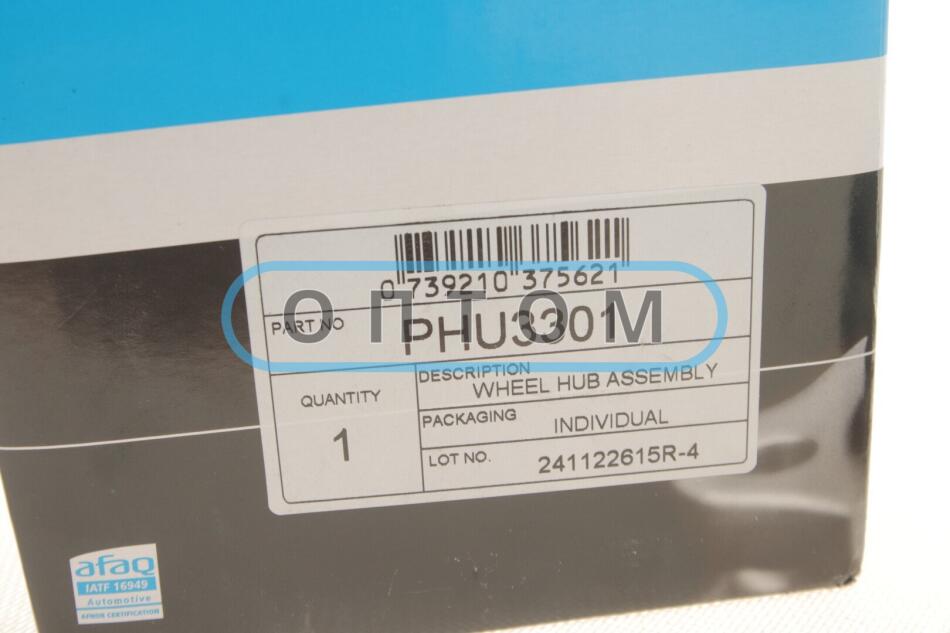 0 739210 375621
PART NO PHU3301
ОПТОМ
QUANTITY
1
DESCRIPTION
WHEEL HUB ASSEMBLY
PACKAGING INDIVIDUAL
LOT NO. 241122615R-4
afaq
IATF 16949
Automotive
AFNOR CERTIFICATION